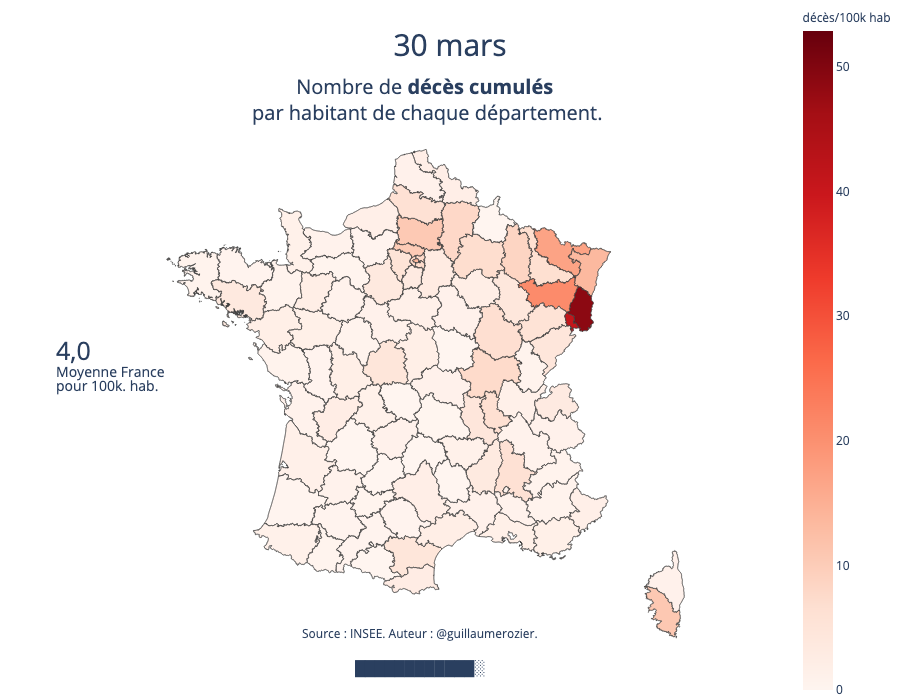 décès/100k hab
30 mars
Nombre de décès cumulés
par habitant de chaque département.
50
40
30
20
10
0
4,0
Moyenne France
pour 100k. hab.
Source : INSEE. Auteur : @guillaumerozier.